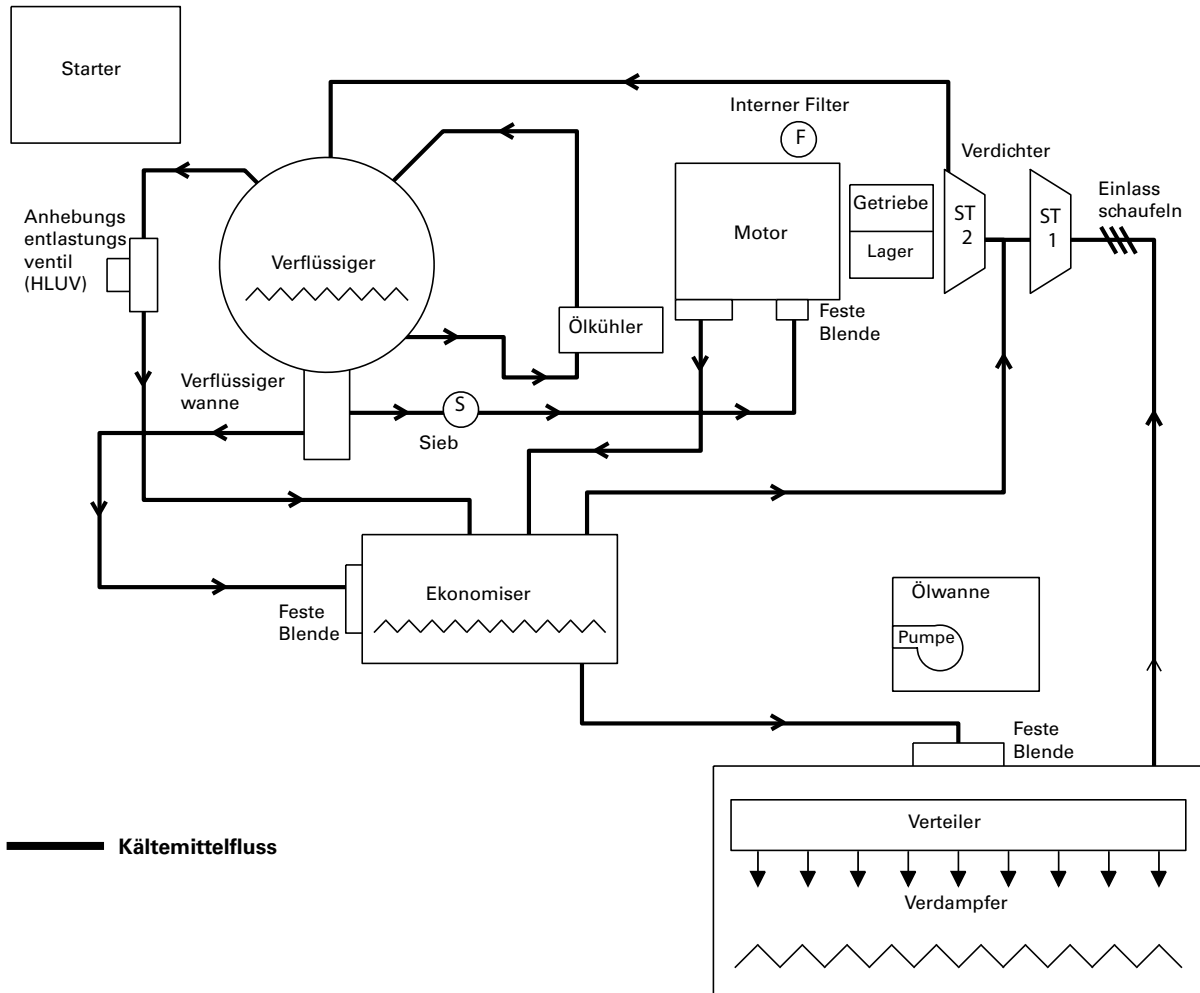 Starter
Interner Filter
F
Verdichter
Anhebungs
entlastungs
ventil
(HLUV)
Verflüssiger
Motor
Getriebe
Lager
ST
2
ST
1
Einlass
schaufeln
Ölkühler
Feste
Blende
Verflüssiger
wanne
S
Sieb
Feste
Blende
Ekonomiser
Ölwanne
Pumpe
Feste
Blende
Verteiler
Verdampfer
Kältemittelfluss